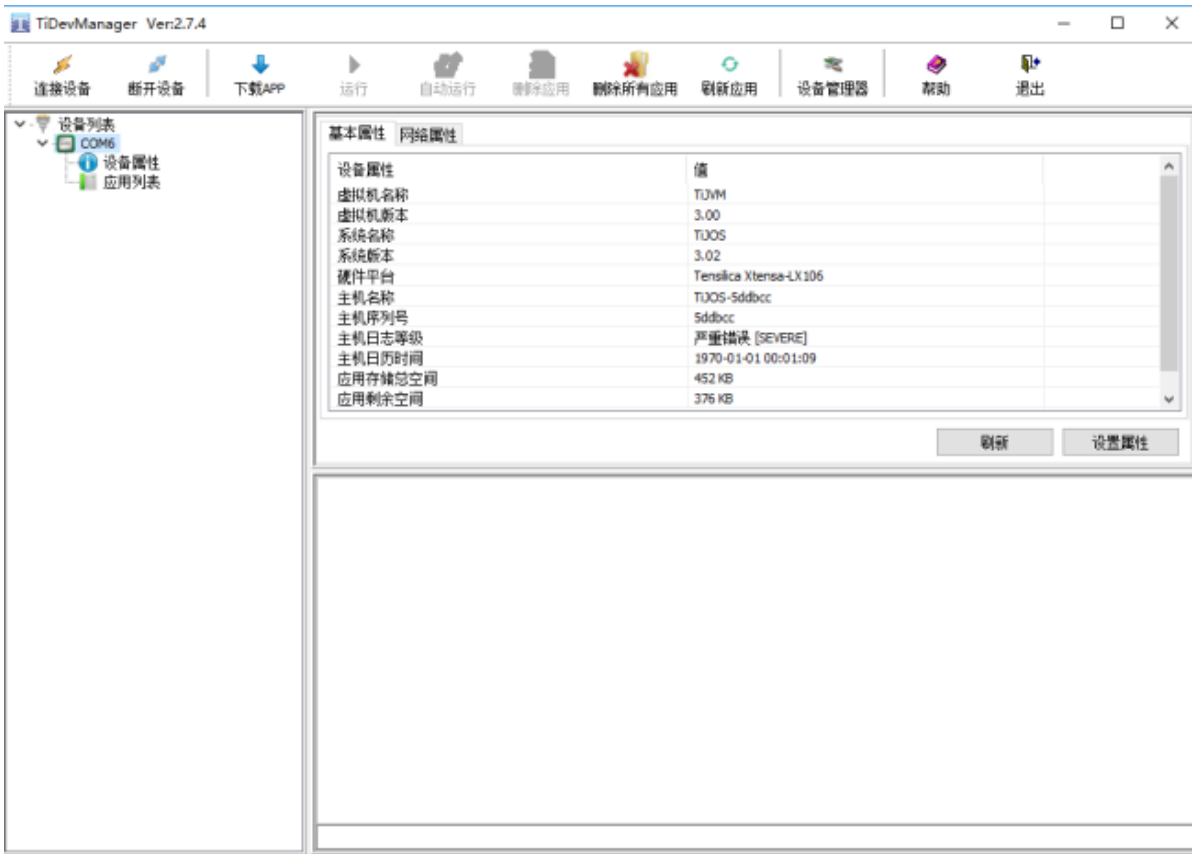 TiDevManager Ver:2.7.4
连接设备 断开设备 下载APP 运行 自动运行 删除应用 删除所有应用 刷新应用 设备管理器 帮助 退出
设备列表
COM6
设备属性
应用列表
基本属性 网络属性
设备属性 值
虚拟机名称 TiJVM
虚拟机版本 3.00
系统名称 TiJOS
系统版本 3.02
硬件平台 Tensilica Xtensa-LX106
主机名称 TiJOS-5ddbcc
主机序列号 5ddbcc
主机日志等级 严重错误 [SEVERE]
主机日历时间 1970-01-01 00:01:09
应用存储总空间 452 KB
应用剩余空间 376 KB
刷新 设置属性